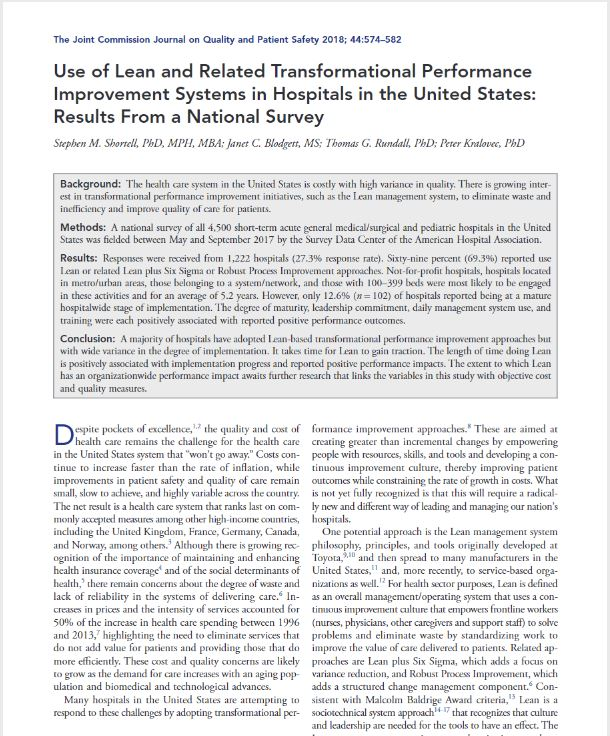 The Joint Commission Journal on Quality and Patient Safety 2018; 44:574–582
Use of Lean and Related Transformational Performance
Improvement Systems in Hospitals in the United States:
Results From a National Survey
Stephen M. Shortell, PhD, MPH, MBA; Janet C. Blodgett, MS; Thomas G. Rundall, PhD; Peter Kralovec, PhD
Background: The health care system in the United States is costly with high variance in quality. There is growing inter-
est in transformational performance improvement initiatives, such as the Lean management system, to eliminate waste and
inefficiency and improve quality of care for patients.
Methods: A national survey of all 4,500 short-term acute general medical/surgical and pediatric hospitals in the United
States was fielded between May and September 2017 by the Survey Data Center of the American Hospital Association.
Results: Responses were received from 1,222 hospitals (27.3% response rate). Sixty-nine percent (69.3%) reported use
Lean or related Lean plus Six Sigma or Robust Process Improvement approaches. Not-for-profit hospitals, hospitals located
in metro/urban areas, those belonging to a system/network, and those with 100–399 beds were most likely to be engaged
in these activities and for an average of 5.2 years. However, only 12.6% (n = 102) of hospitals reported being at a mature
hospitalwide stage of implementation. The degree of maturity, leadership commitment, daily management system use, and
training were each positively associated with reported positive performance outcomes.
Conclusion: A majority of hospitals have adopted Lean-based transformational performance improvement approaches but
with wide variance in the degree of implementation. It takes time for Lean to gain traction. The length of time doing Lean
is positively associated with implementation progress and reported positive performance impacts. The extent to which Lean
has an organizationwide performance impact awaits further research that links the variables in this study with objective cost
and quality measures.
Despite pockets of excellence,1,2 the quality and cost of
health care remains the challenge for the health care
in the United States system that "won't go away." Costs con-
tinue to increase faster than the rate of inflation, while
improvements in patient safety and quality of care remain
small, slow to achieve, and highly variable across the country.
The net result is a health care system that ranks last on com-
monly accepted measures among other high-income countries,
including the United Kingdom, France, Germany, Canada,
and Norway, among others.3 Although there is growing rec-
ognition of the importance of maintaining and enhancing
health insurance coverage4 and of the social determinants of
health,5 there remain concerns about the degree of waste and
lack of reliability in the systems of delivering care.6 In-
creases in prices and the intensity of services accounted for
50% of the increase in health care spending between 1996
and 2013,7 highlighting the need to eliminate services that
do not add value for patients and providing those that do
more efficiently. These cost and quality concerns are likely
to grow as the demand for care increases with an aging pop-
ulation and biomedical and technological advances.
Many hospitals in the United States are attempting to
respond to these challenges by adopting transformational per-
formance improvement approaches.8 These are aimed at
creating greater than incremental changes by empowering
people with resources, skills, and tools and developing a con-
tinuous improvement culture, thereby improving patient
outcomes while constraining the rate of growth in costs. What
is not yet fully recognized is that this will require a radical-
ly new and different way of leading and managing our nation's
hospitals.
One potential approach is the Lean management system
philosophy, principles, and tools originally developed at
Toyota,9,10 and then spread to many manufacturers in the
United States,11 and, more recently, to service-based orga-
nizations as well.12 For health sector purposes, Lean is defined
as an overall management/operating system that uses a con-
tinuous improvement culture that empowers frontline workers
(nurses, physicians, other caregivers and support staff) to solve
problems and eliminate waste by standardizing work to
improve the value of care delivered to patients. Related ap-
proaches are Lean plus Six Sigma, which adds a focus on
variance reduction, and Robust Process Improvement, which
adds a structured change management component.6 Con-
sistent with Malcolm Baldrige Award criteria,13 Lean is a
sociotechnical system approach14–17 that recognizes that culture
and leadership are needed for the tools to have an effect. The